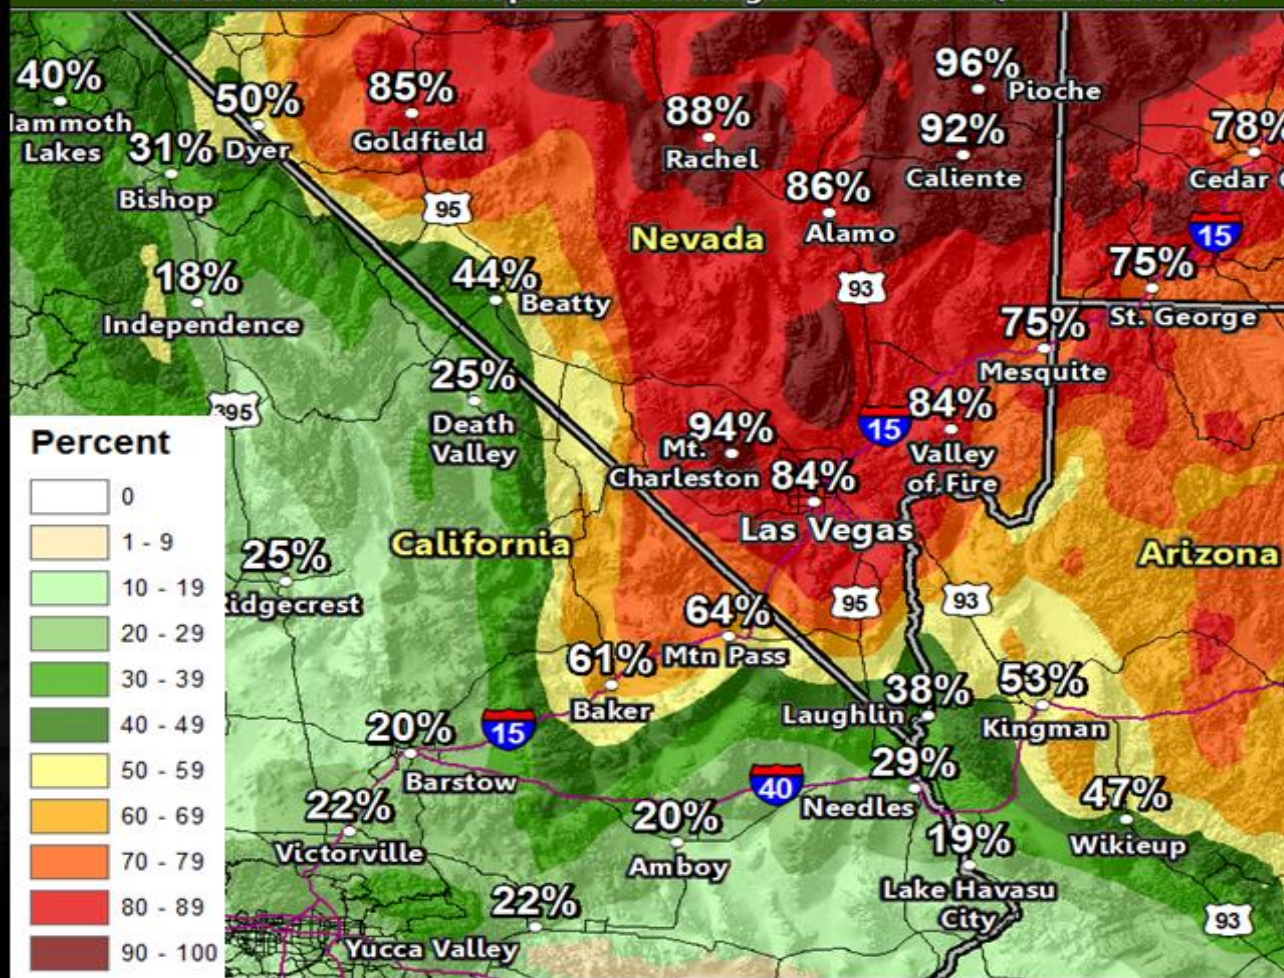 40%
Lakes
31%
Bishop
50%
Dyer
85%
Goldfield
88%
Rachel
96%
Pioche
92%
Caliente
86%
Alamo
78%
Cedar
95
Nevada
15
93
75%
St. George
18%
Independence
44%
Beatty
75%
Mesquite
25%
Death
Valley
395
94%
Mt.
Charleston
15
84%
Valley
of Fire
84%
Las Vegas
California
Arizona
25%
95
93
64%
Mtn Pass
61%
Baker
38%
Laughlin
53%
Kingman
20%
Barstow
15
40
29%
Needles
47%
Wikieup
22%
Victorville
20%
Amboy
19%
Lake Havasu
City
22%
Yucca Valley
93
Percent
0
1 - 9
10 - 19
20 - 29
30 - 39
40 - 49
50 - 59
60 - 69
70 - 79
80 - 89
90 - 100